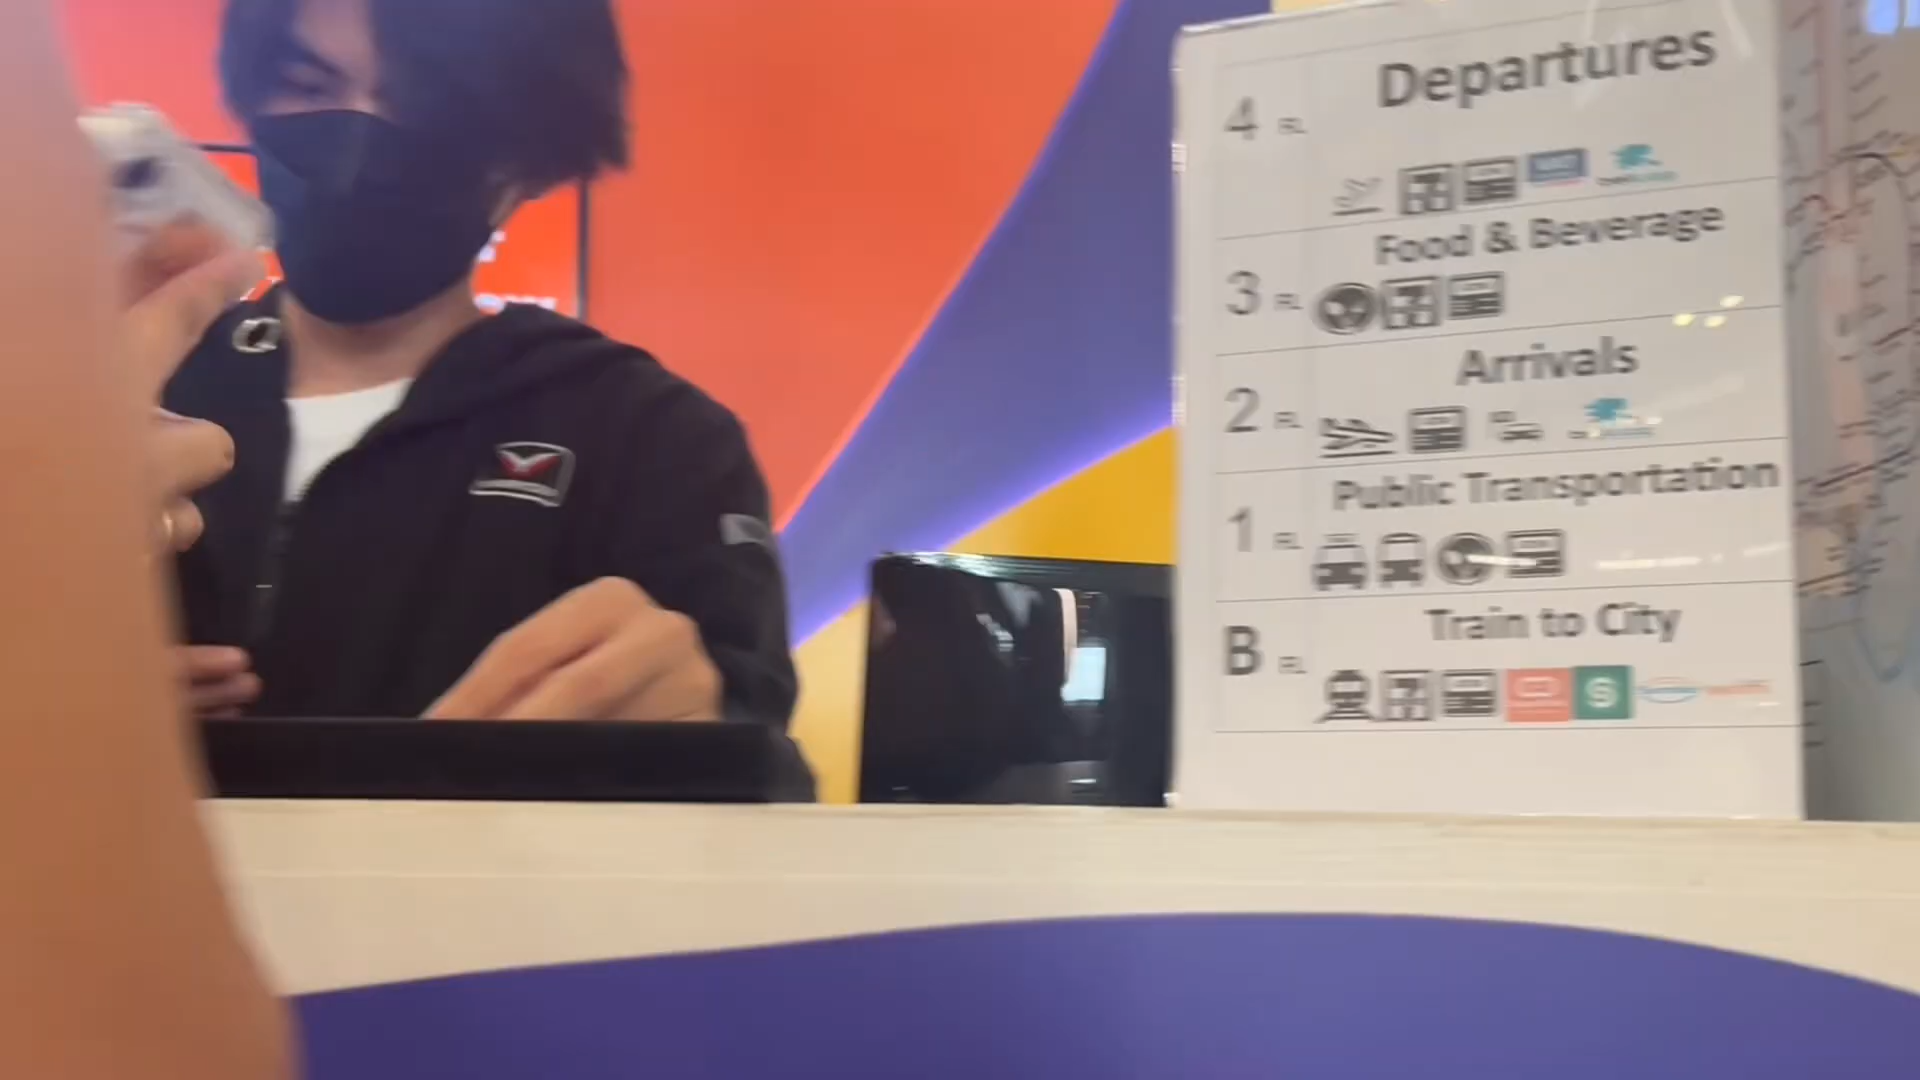 Departures
4 FL
Food & Beverage
3 FL
Arrivals
2 FL
Public Transportation
1 FL
Train to City
B FL